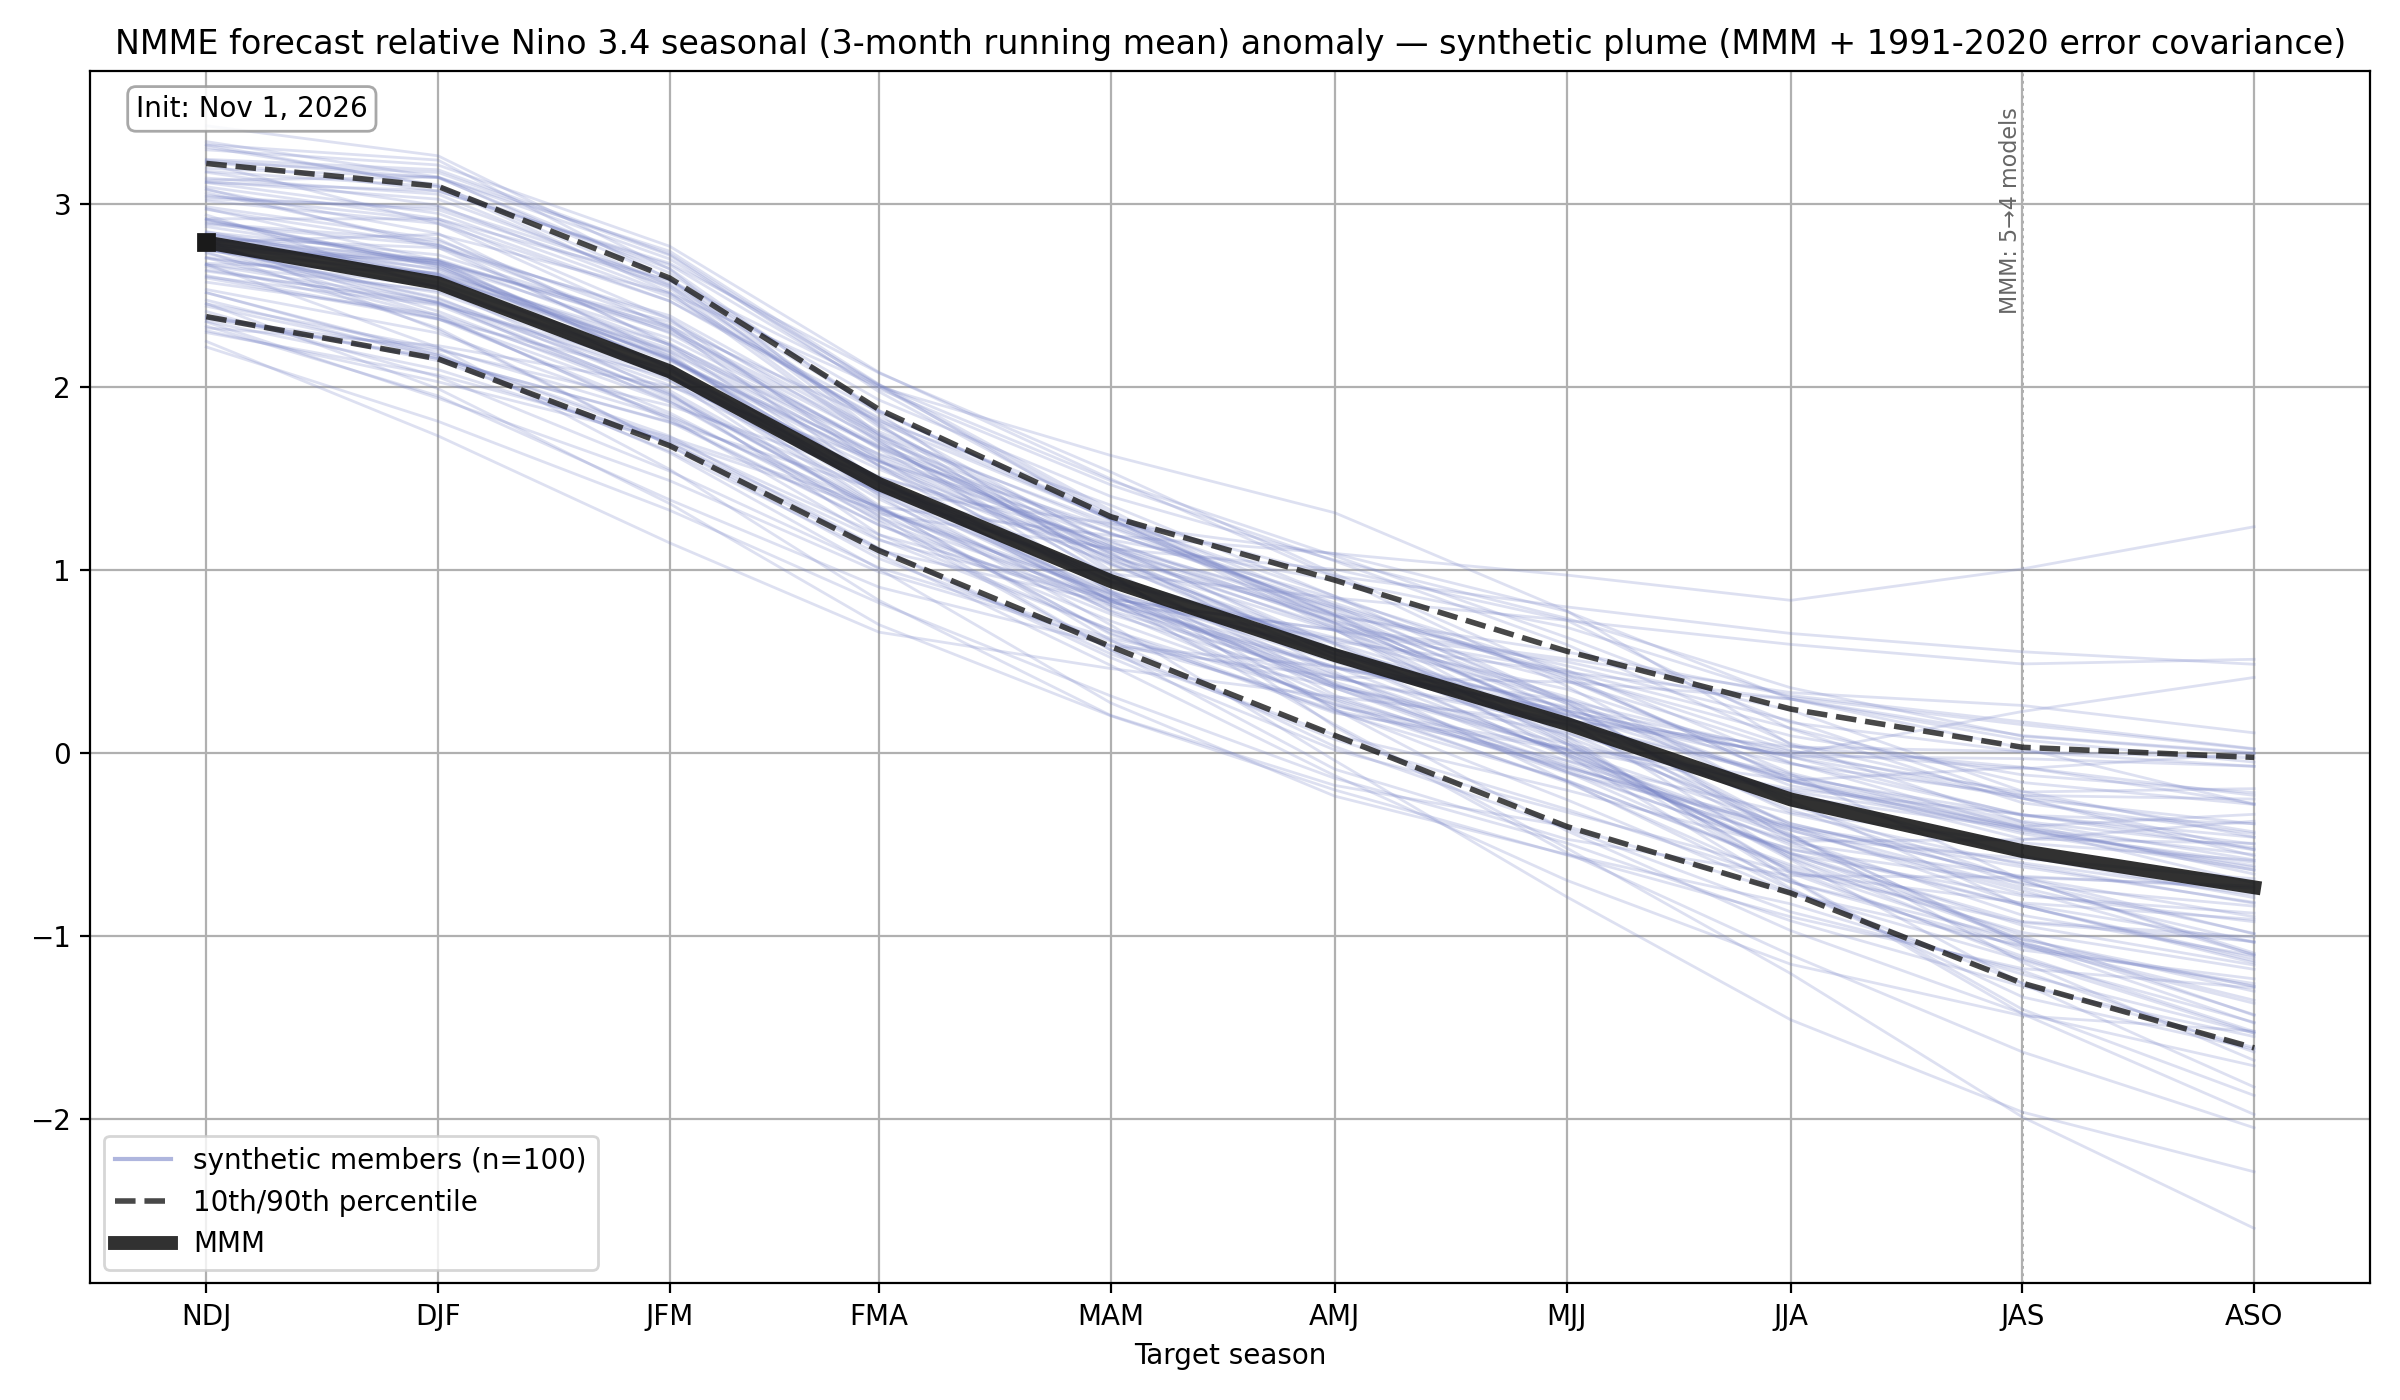 NMME forecast relative Nino 3.4 seasonal (3-month running mean) anomaly — synthetic plume (MMM + 1991-2020 error covariance)
Init: Nov 1, 2026
MMM: 5→4 models
3
2
1
0
−1
−2
synthetic members (n=100)
10th/90th percentile
MMM
NDJ DJF JFM FMA MAM AMJ MJJ JJA JAS ASO
Target season